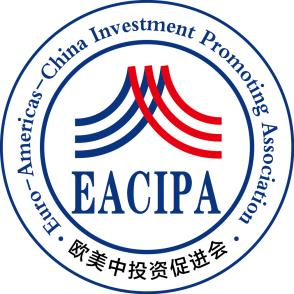 · Euro-Americas-China Investment Promoting Association ·
EACIPA
欧美中投资促进会